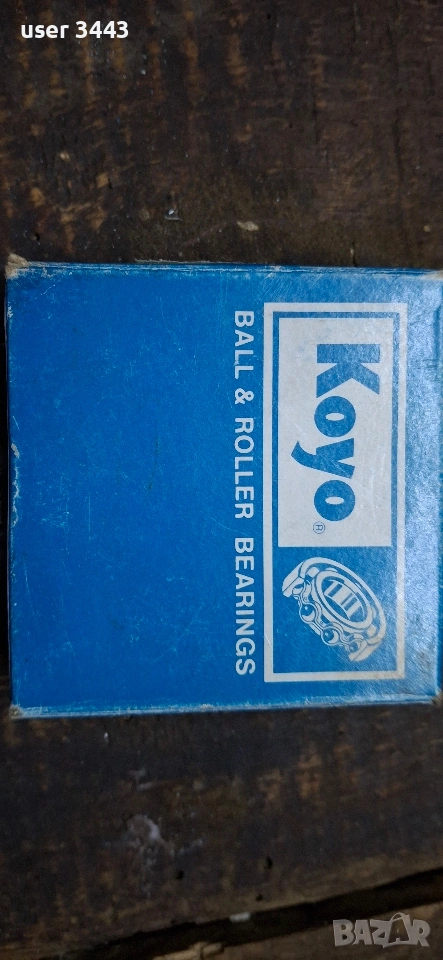 user 3443
Koyo®
BALL & ROLLER BEARINGS
BAZAR